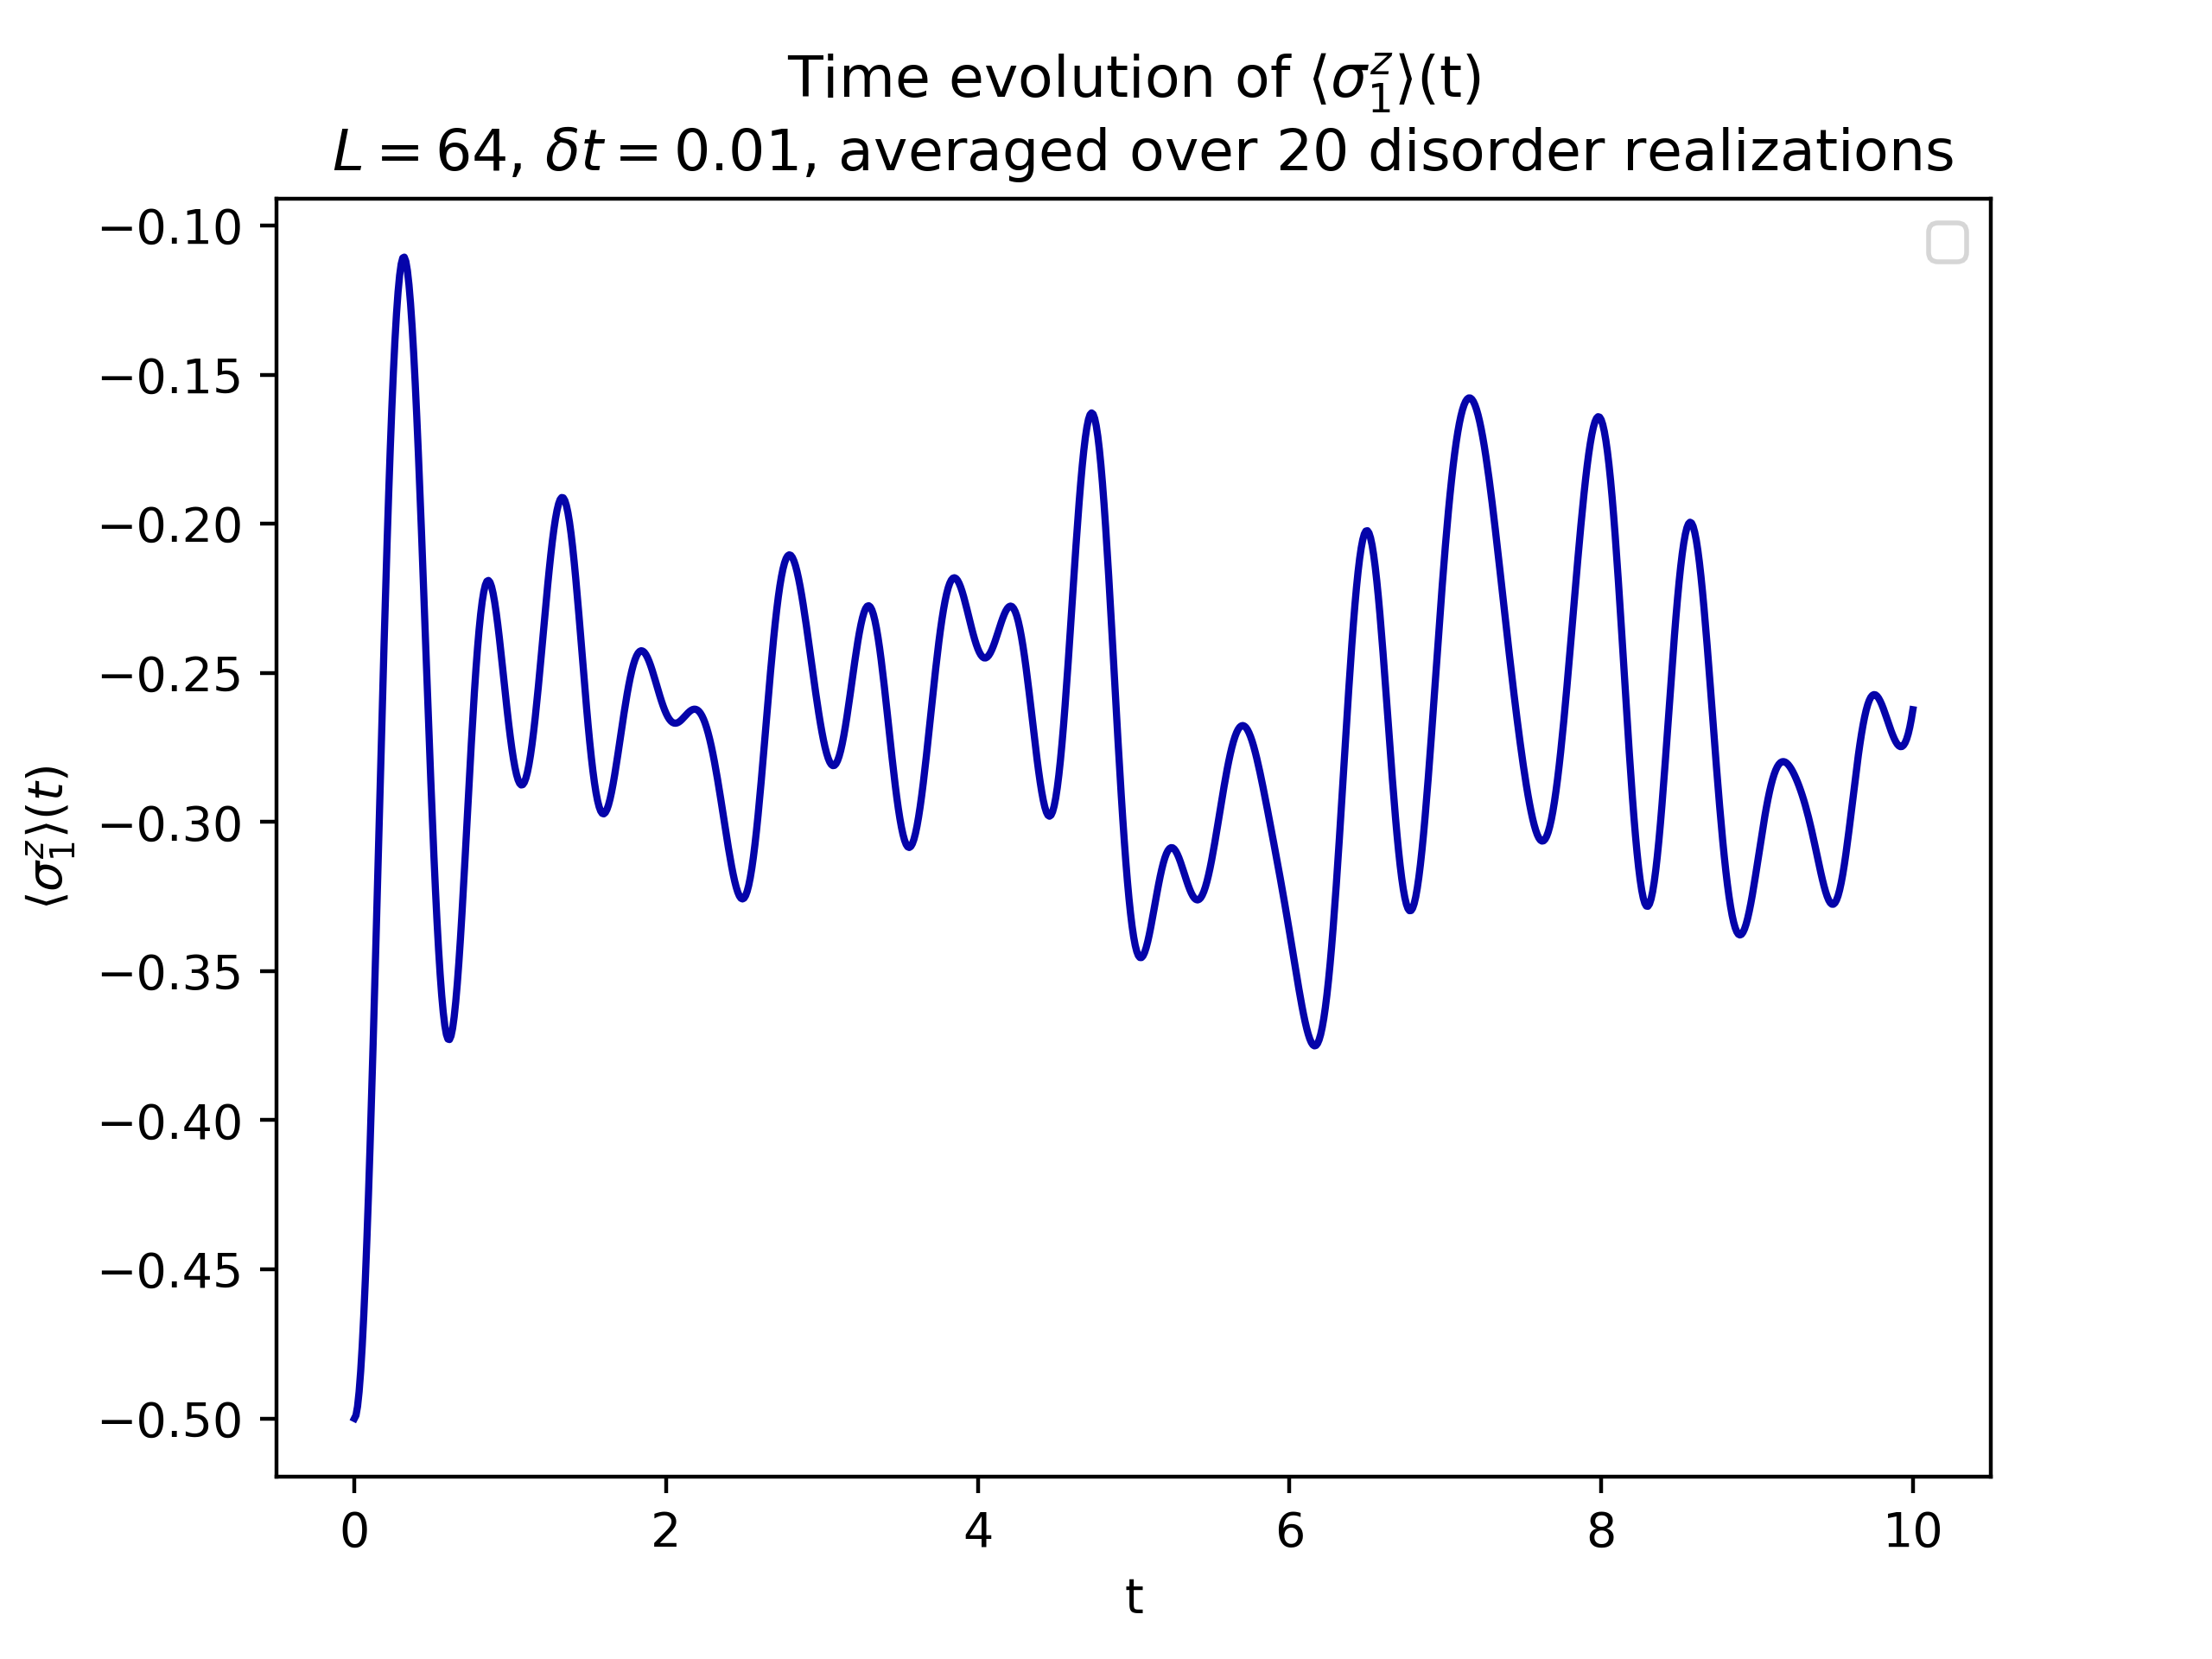 Time evolution of ⟨σ₁ᶻ⟩(t)
L = 64, δt = 0.01, averaged over 20 disorder realizations
−0.10
−0.15
−0.20
−0.25
−0.30
−0.35
−0.40
−0.45
−0.50
⟨σ₁ᶻ⟩(t)
0 2 4 6 8 10
t